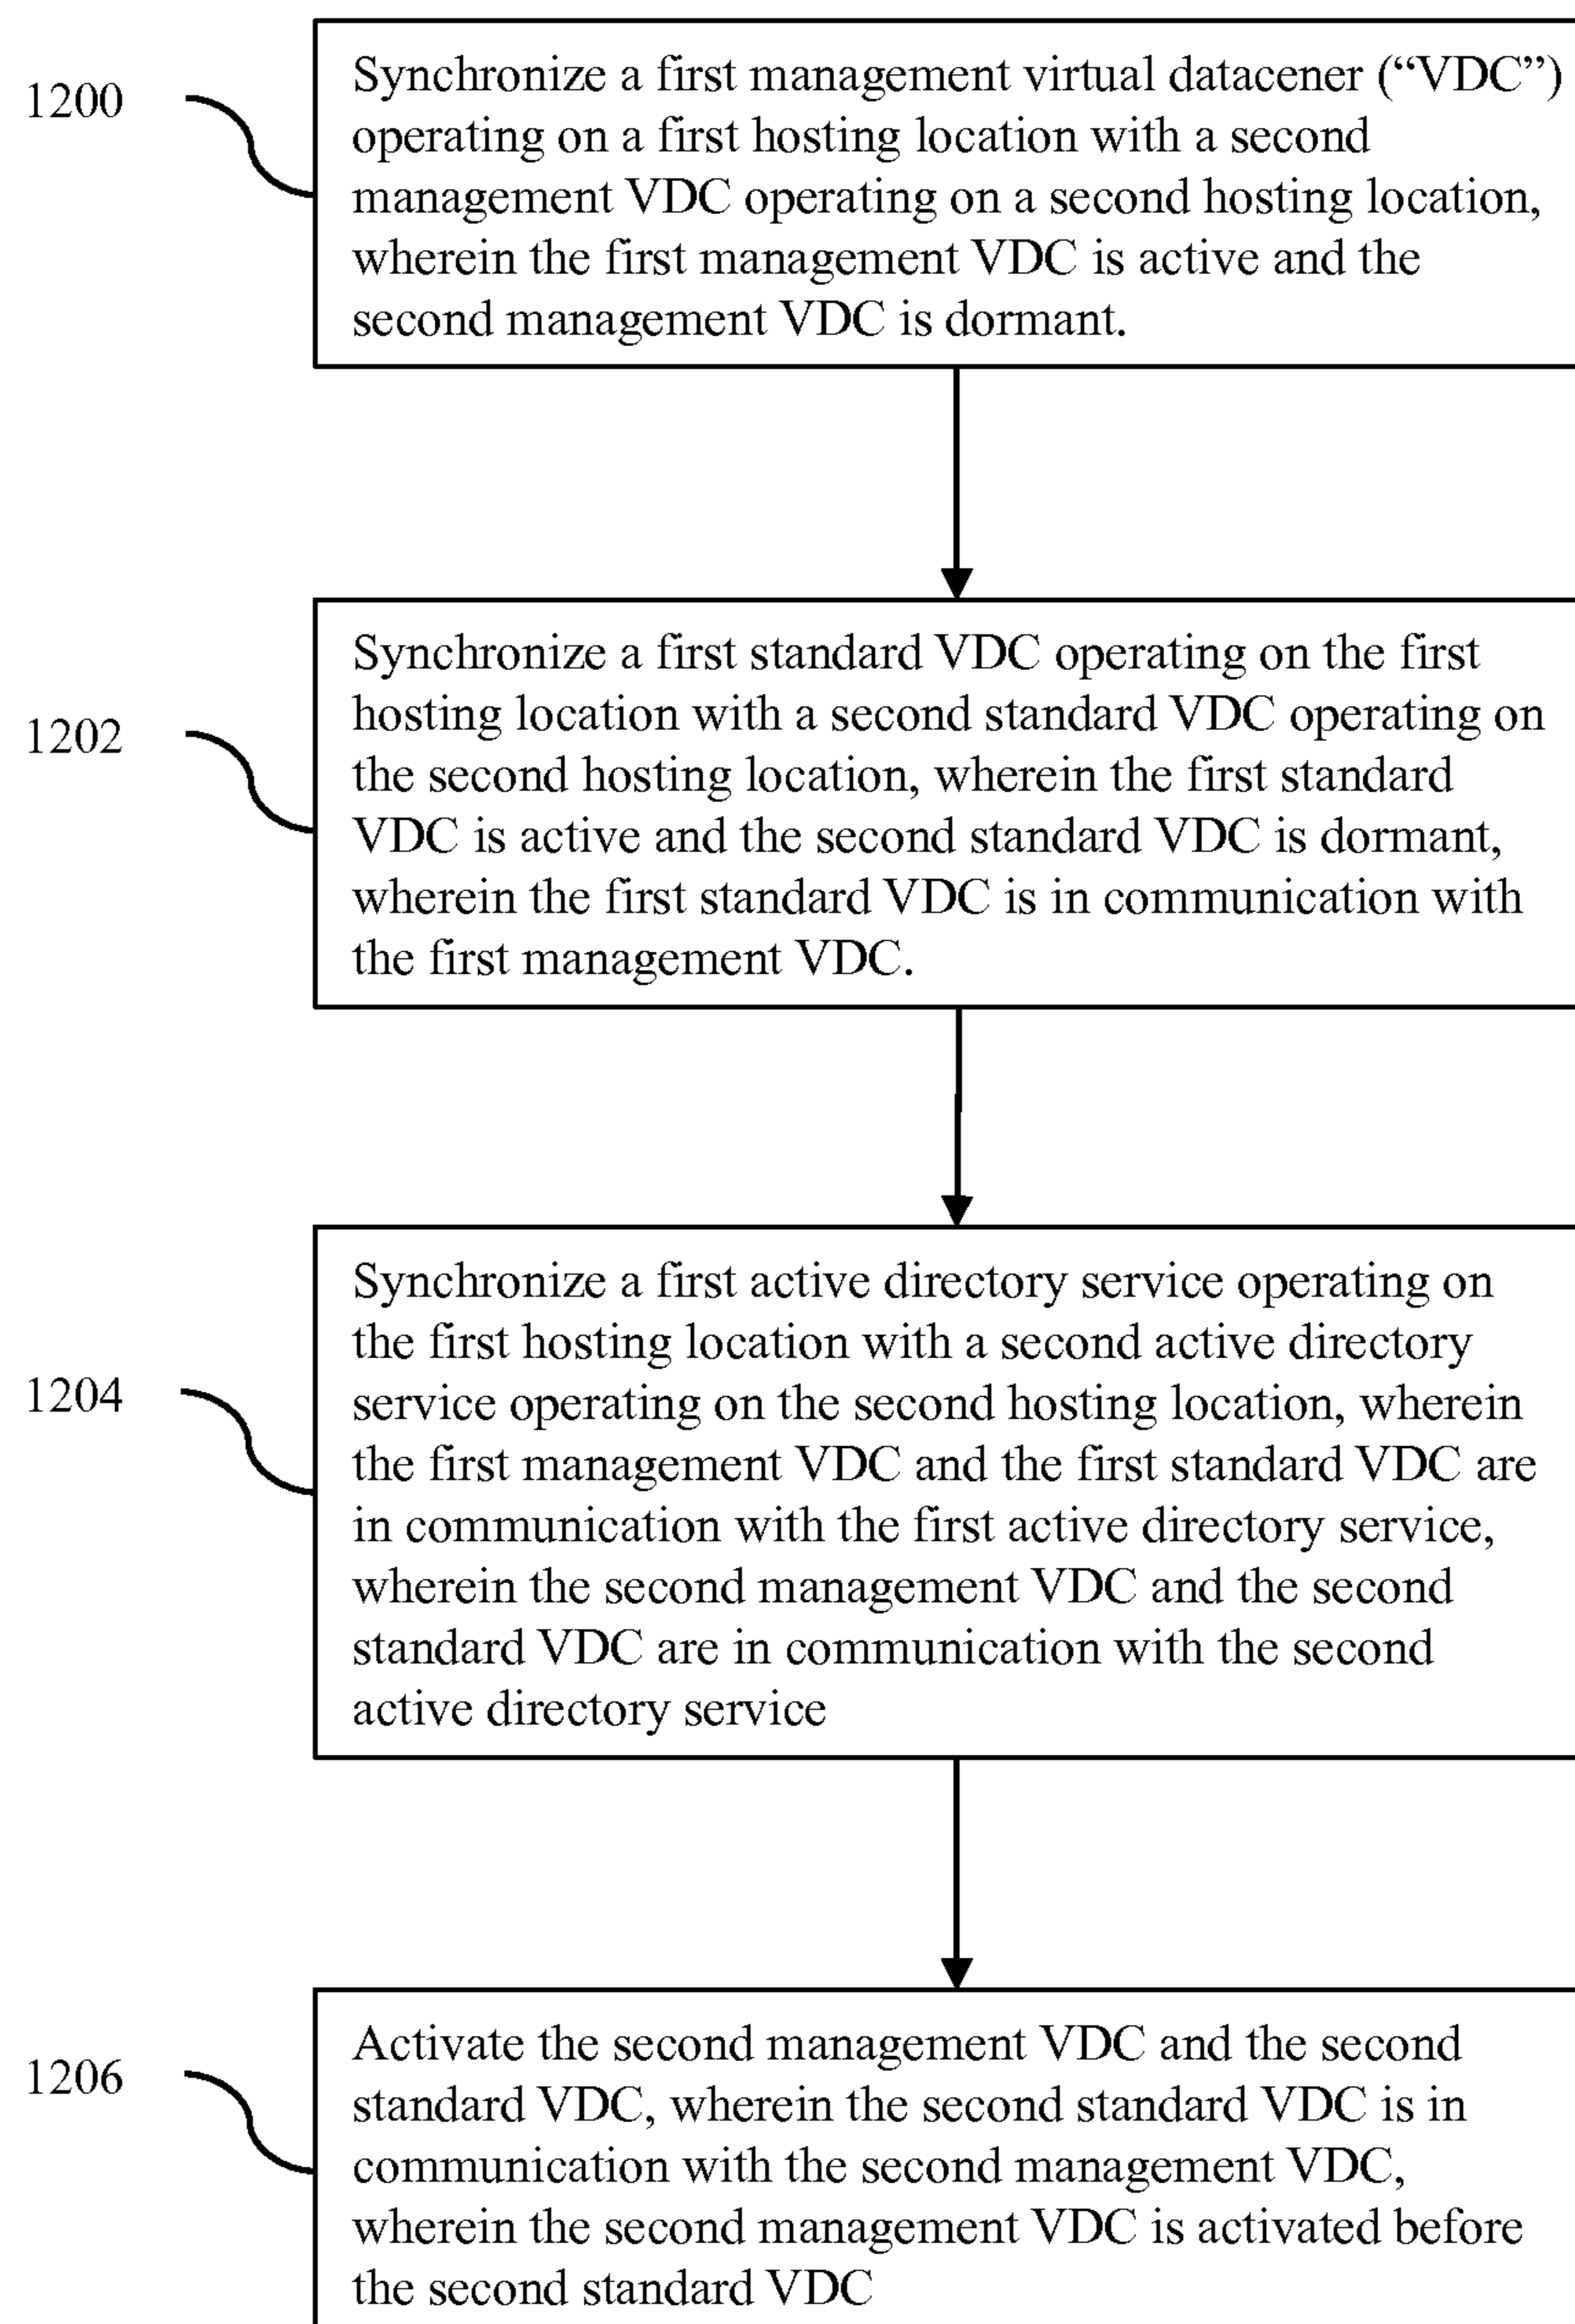 1200
Synchronize a first management virtual datacener (“VDC”)
operating on a first hosting location with a second
management VDC operating on a second hosting location,
wherein the first management VDC is active and the
second management VDC is dormant.
1202
Synchronize a first standard VDC operating on the first
hosting location with a second standard VDC operating on
the second hosting location, wherein the first standard
VDC is active and the second standard VDC is dormant,
wherein the first standard VDC is in communication with
the first management VDC.
1204
Synchronize a first active directory service operating on
the first hosting location with a second active directory
service operating on the second hosting location, wherein
the first management VDC and the first standard VDC are
in communication with the first active directory service,
wherein the second management VDC and the second
standard VDC are in communication with the second
active directory service
1206
Activate the second management VDC and the second
standard VDC, wherein the second standard VDC is in
communication with the second management VDC,
wherein the second management VDC is activated before
the second standard VDC